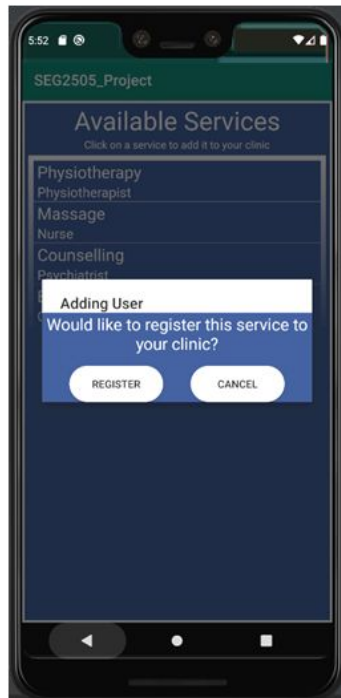 5:52
SEG2505_Project
Available Services
Click on a service to add it to your clinic
Physiotherapy
Physiotherapist
Massage
Nurse
Counselling
Psychiatrist
Adding User
Would like to register this service to
your clinic?
REGISTER
CANCEL